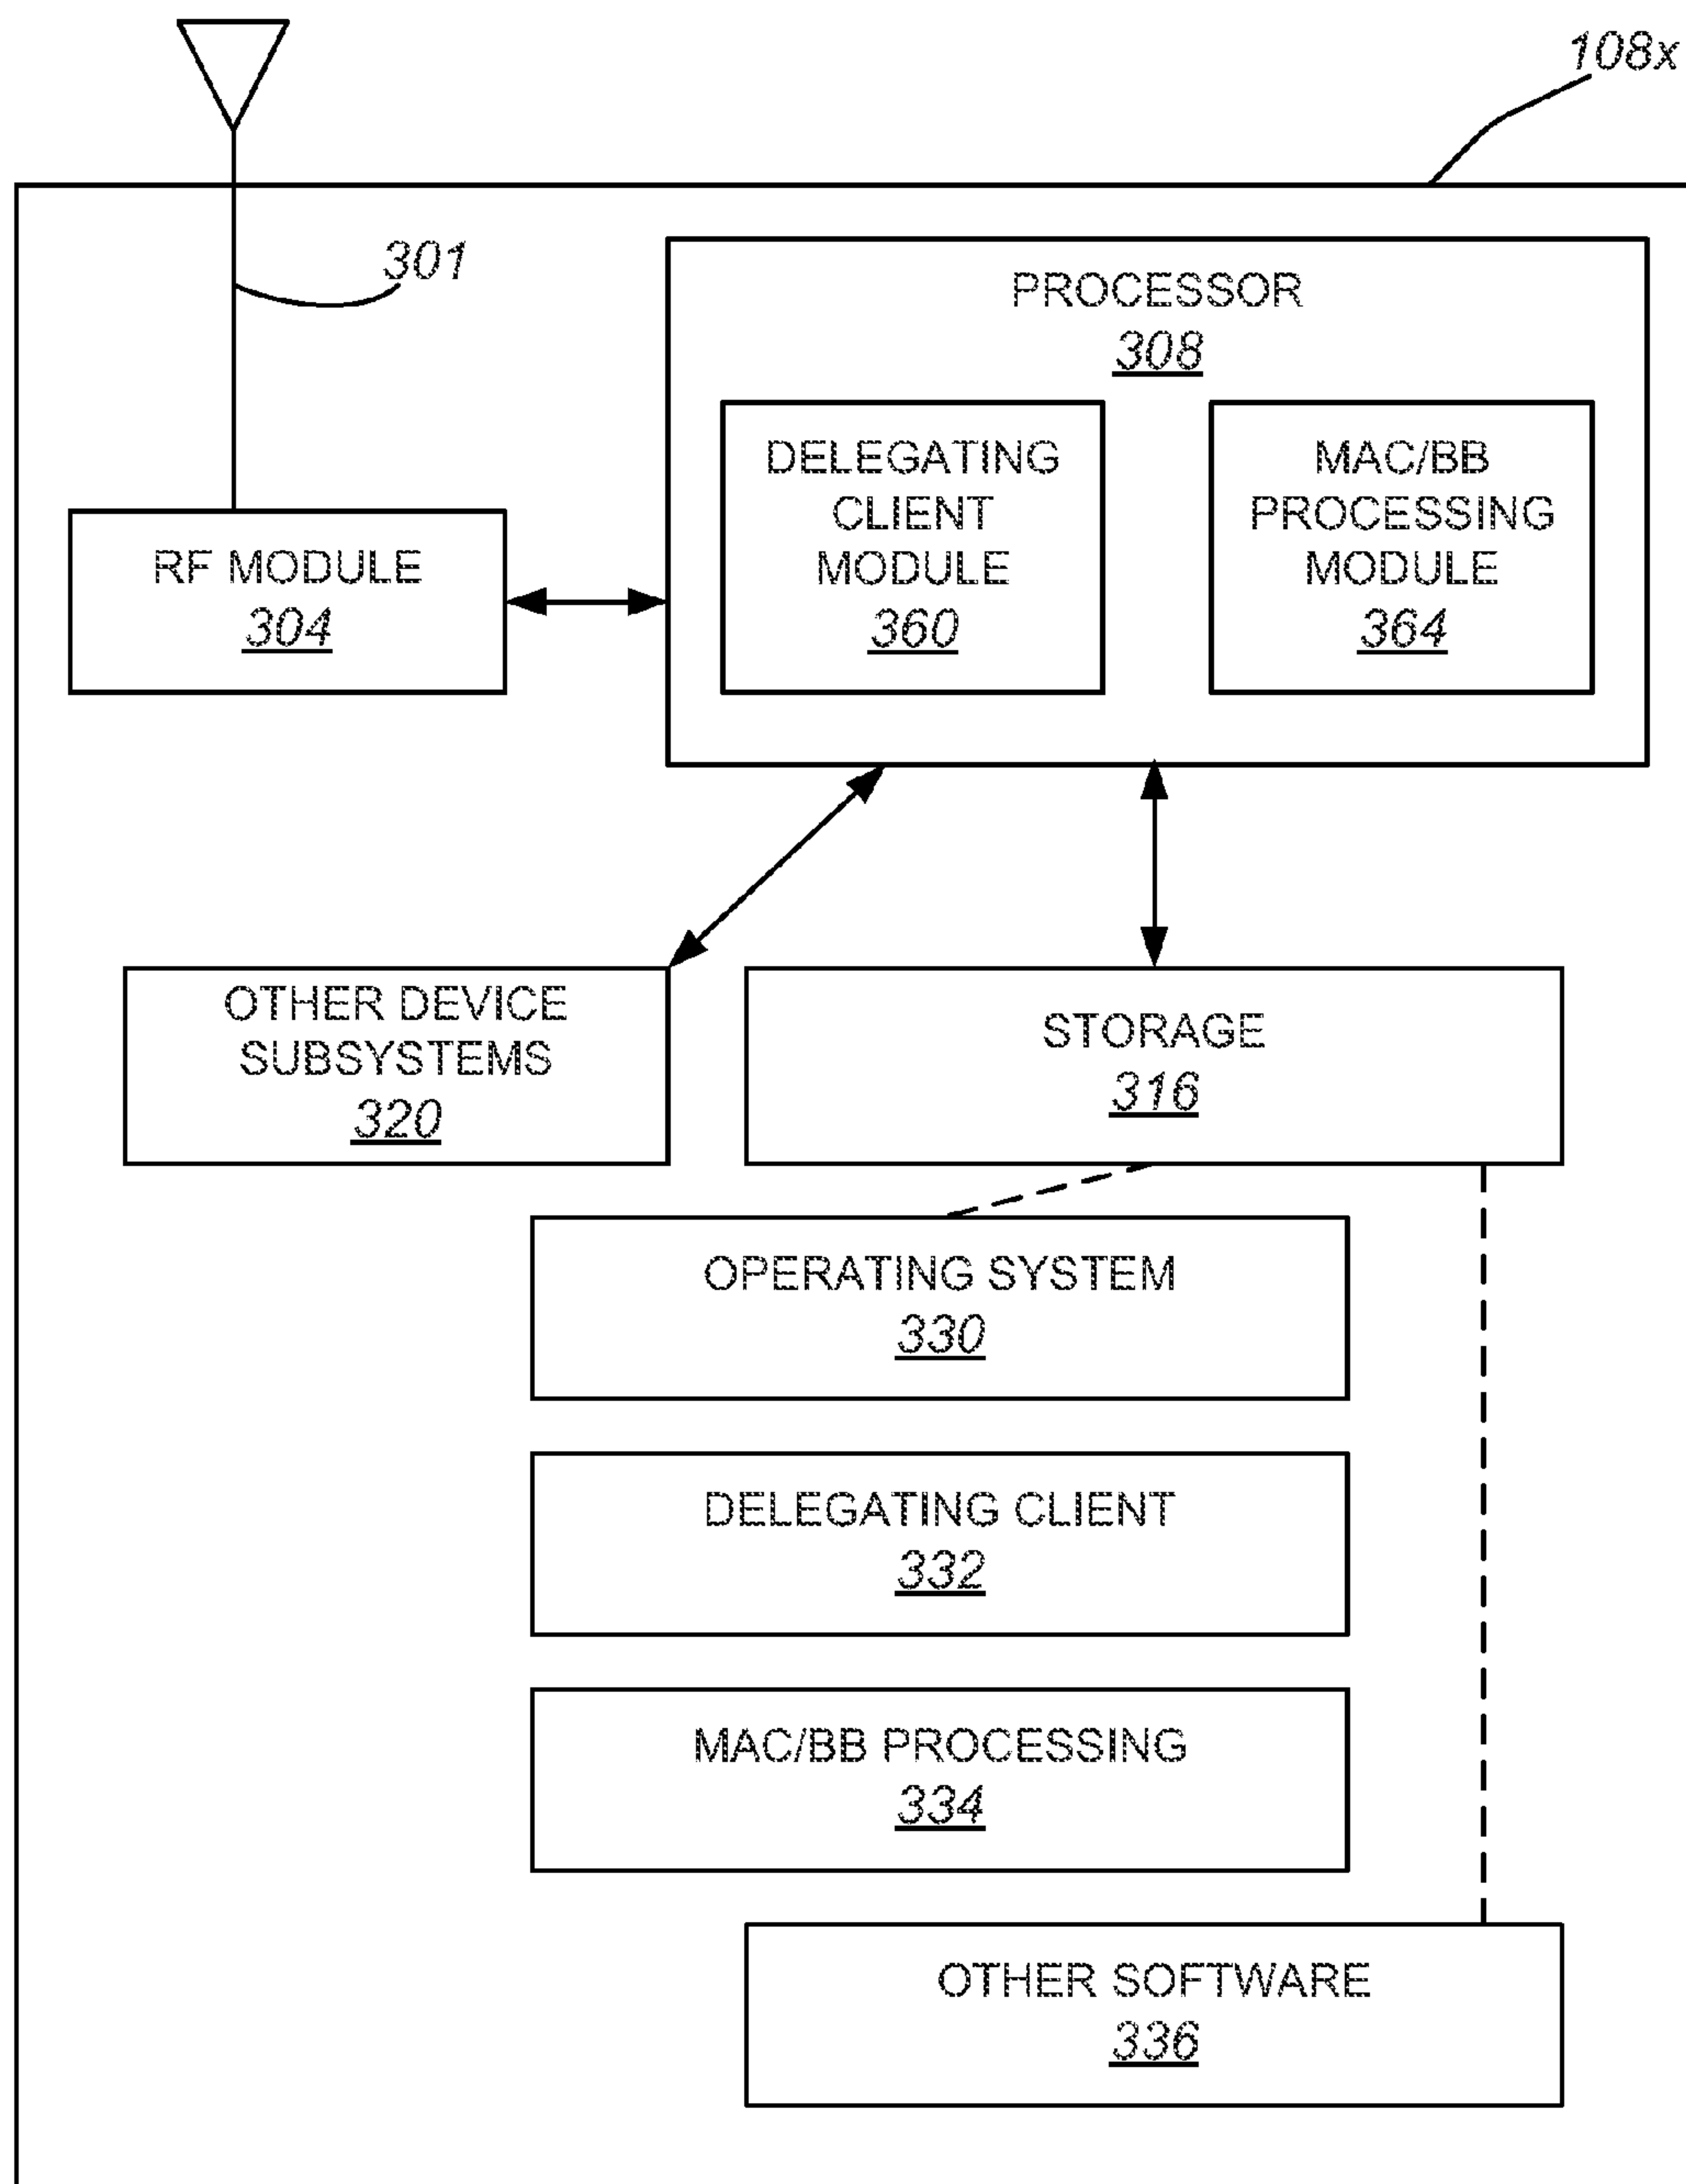 108x
301
PROCESSOR
308
DELEGATING
CLIENT
MODULE
360
MAC/BB
PROCESSING
MODULE
364
RF MODULE
304
OTHER DEVICE
SUBSYSTEMS
320
STORAGE
316
OPERATING SYSTEM
330
DELEGATING CLIENT
332
MAC/BB PROCESSING
334
OTHER SOFTWARE
336